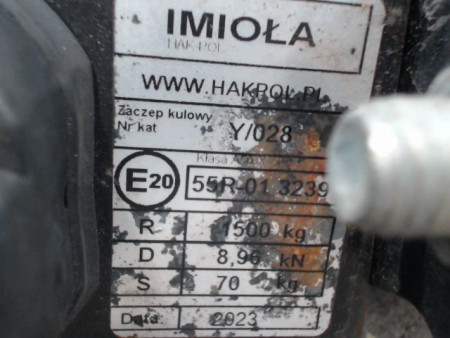 IMIOŁA
HAK-POL
WWW.HAKPOL.PL
Zaczep kulowy
Nr kat Y/028
Klasa
E20 55R-01 3239
R 1500 kg
D 8,96 kN
S 70 kg
Data: 2023